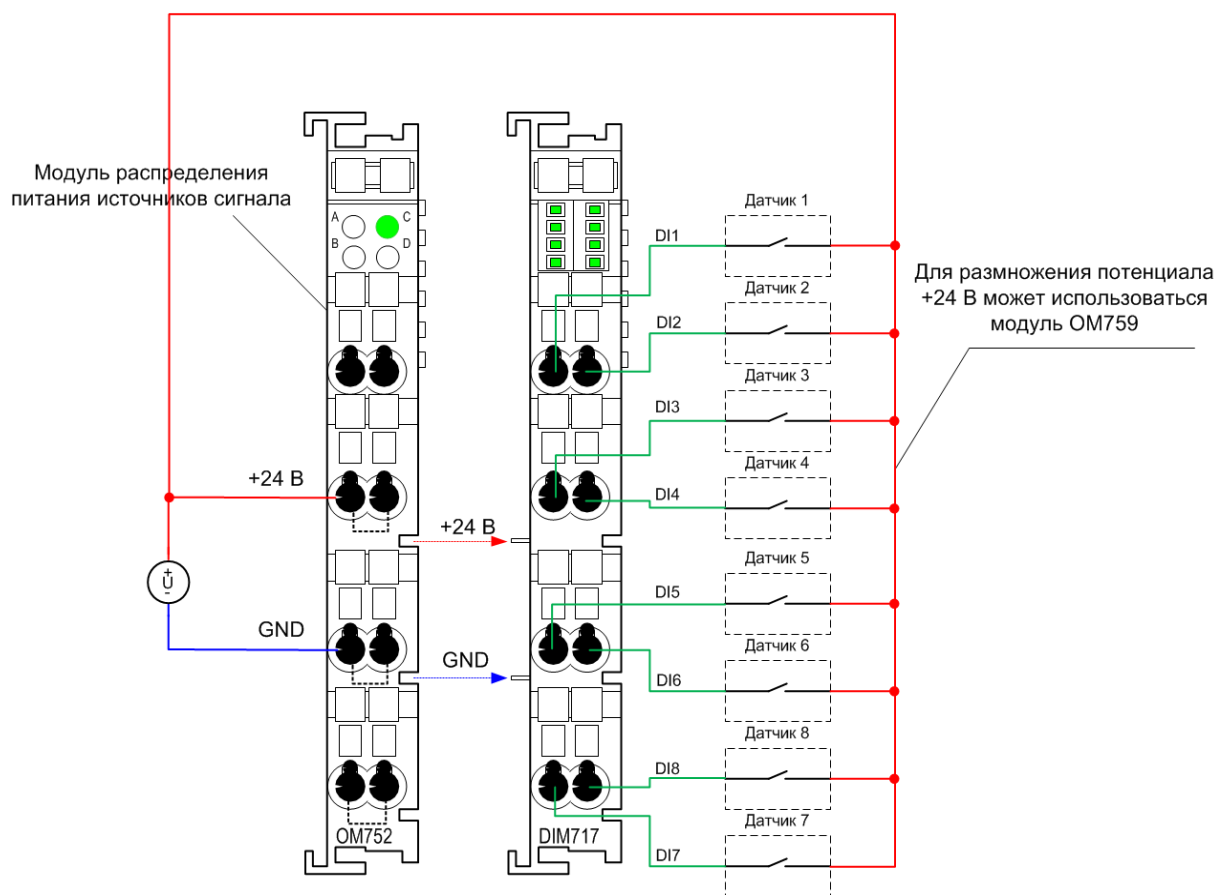 Модуль распределения
питания источников сигнала
A
C
B
D
+24 В
+
U
-
GND
OM752
+24 В
GND
DIM717
DI1
Датчик 1
DI2
Датчик 2
DI3
Датчик 3
DI4
Датчик 4
DI5
Датчик 5
DI6
Датчик 6
DI8
Датчик 8
DI7
Датчик 7
Для размножения потенциала
+24 В может использоваться
модуль OM759